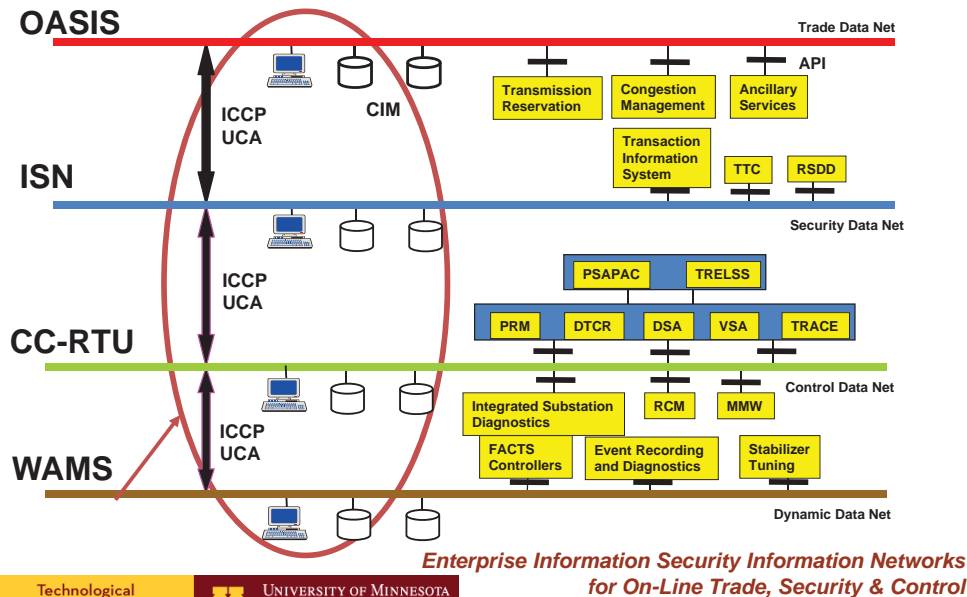 OASIS
Trade Data Net
API
ICCP
UCA
CIM
Transmission
Reservation
Congestion
Management
Ancillary
Services
Transaction
Information
System
TTC
RSDD
ISN
Security Data Net
ICCP
UCA
PSAPAC
TRELSS
PRM
DTCR
DSA
VSA
TRACE
CC-RTU
Control Data Net
ICCP
UCA
Integrated Substation
Diagnostics
RCM
MMW
FACTS
Controllers
Event Recording
and Diagnostics
Stabilizer
Tuning
WAMS
Dynamic Data Net
Enterprise Information Security Information Networks
for On-Line Trade, Security & Control
Technological
UNIVERSITY OF MINNESOTA